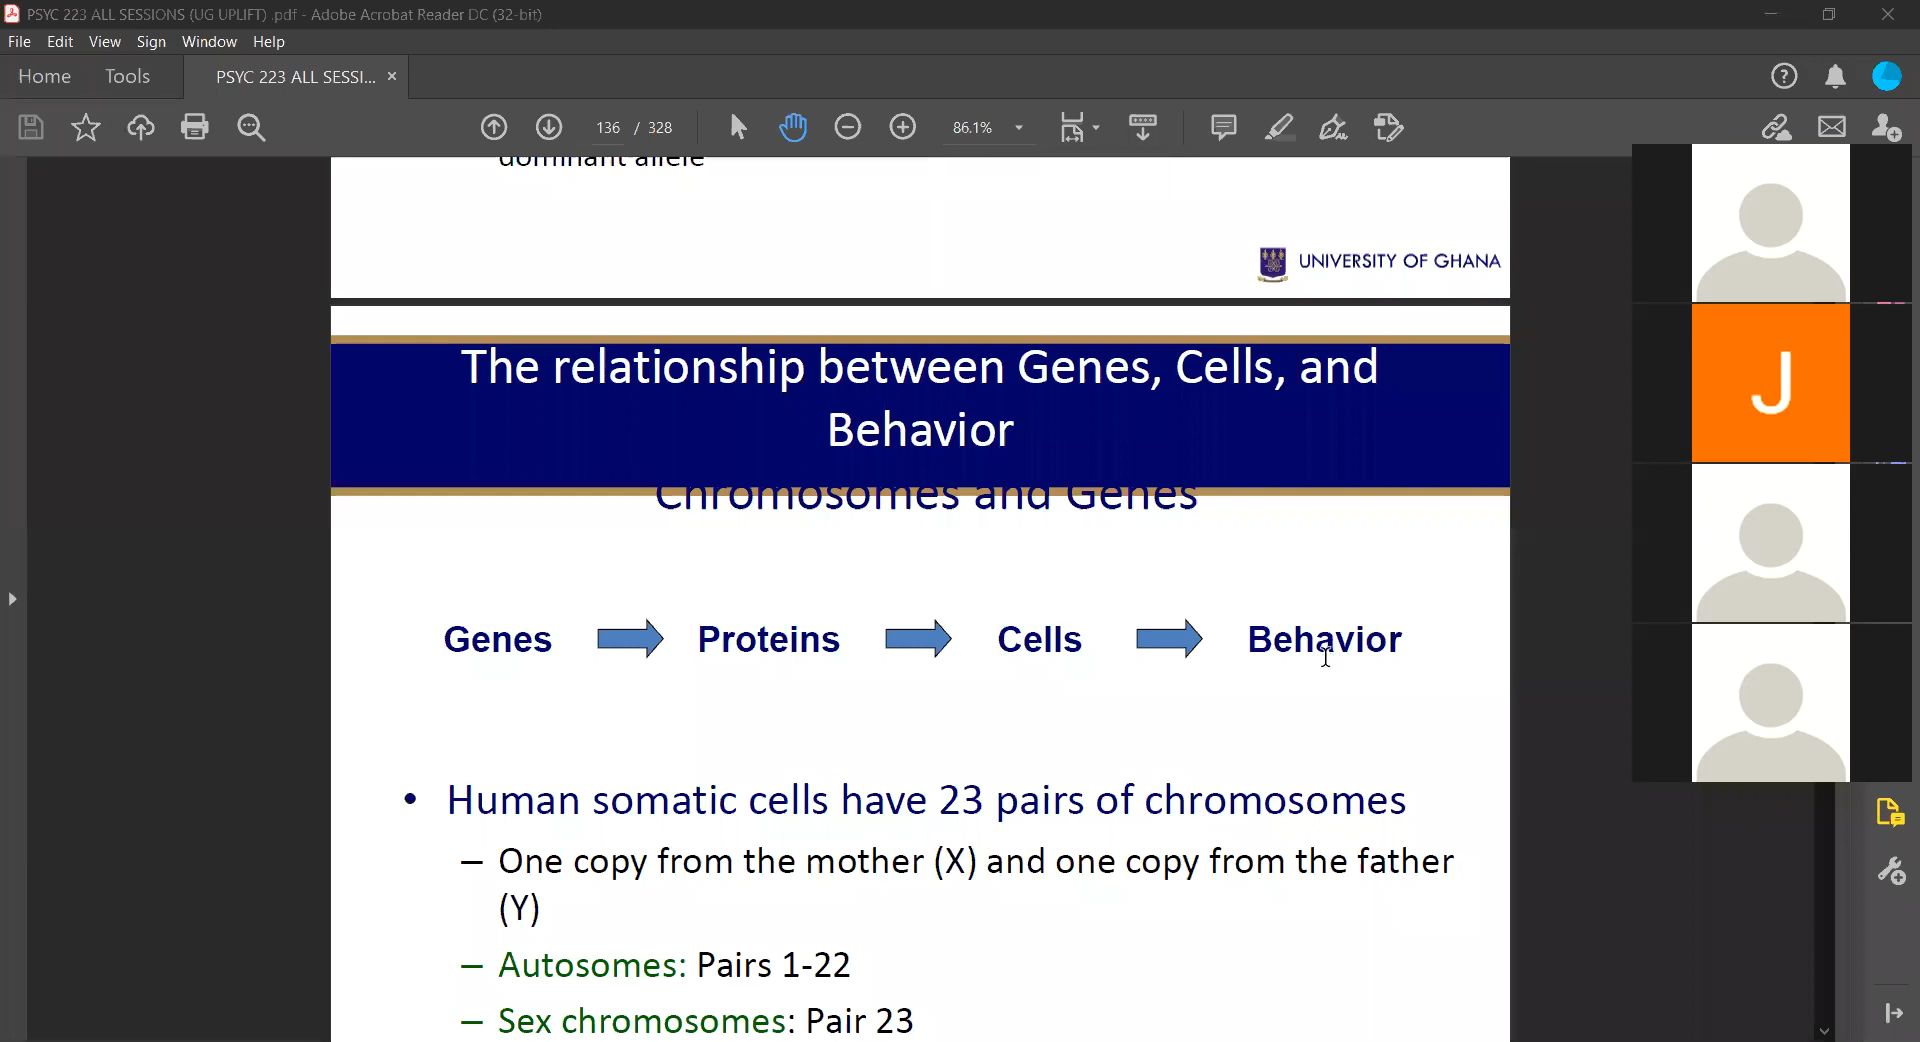 PSYC 223 ALL SESSIONS (UG UPLIFT) .pdf - Adobe Acrobat Reader DC (32-bit)
File Edit View Sign Window Help
Home Tools PSYC 223 ALL SESSI... ×
136 / 328 86.1%
dominant allele
UNIVERSITY OF GHANA
The relationship between Genes, Cells, and
Behavior
Chromosomes and Genes
Genes Proteins Cells Behavior
J
• Human somatic cells have 23 pairs of chromosomes
– One copy from the mother (X) and one copy from the father
(Y)
– Autosomes: Pairs 1-22
– Sex chromosomes: Pair 23